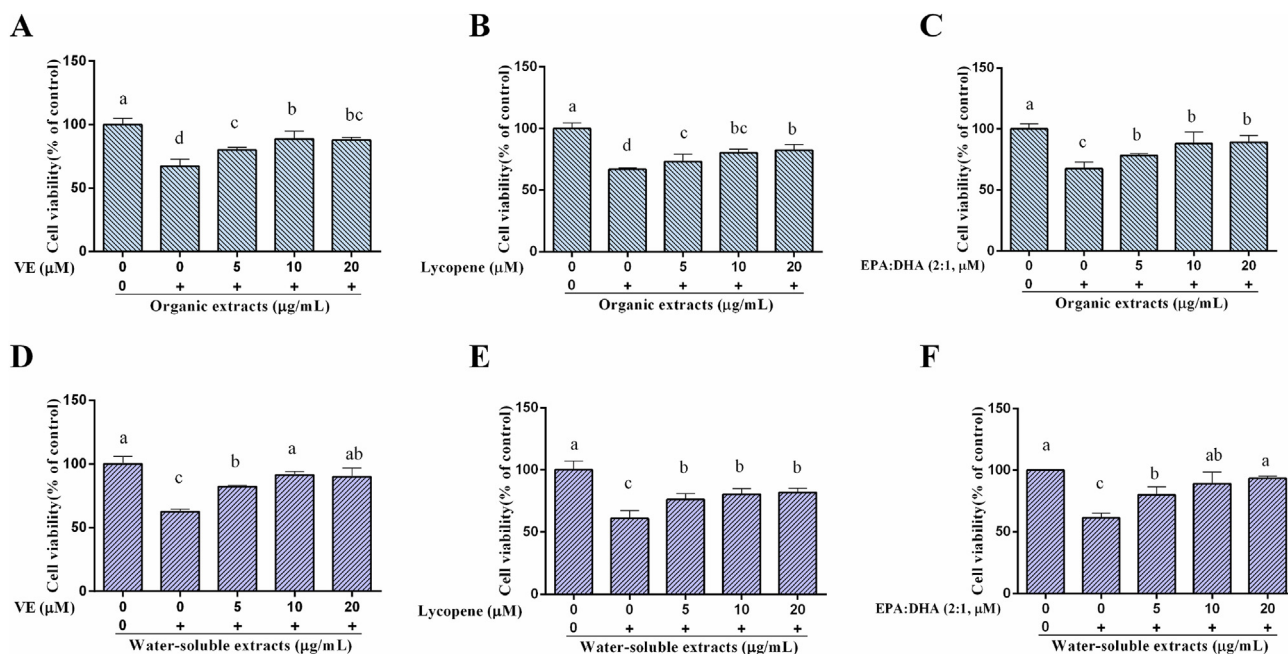 A
Cell viability(% of control)
150
100
50
0
a
d
c
b
bc
VE (μM)
0 0 5 10 20
0 + + + +
Organic extracts (μg/mL)
B
Cell viability(% of control)
150
100
50
0
a
d
c
bc
b
Lycopene (μM)
0 0 5 10 20
0 + + + +
Organic extracts (μg/mL)
C
Cell viability(% of control)
150
100
50
0
a
c
b
b
b
EPA:DHA (2:1, μM)
0 0 5 10 20
0 + + + +
Organic extracts (μg/mL)
D
Cell viability(% of control)
150
100
50
0
a
c
b
a
ab
VE (μM)
0 0 5 10 20
0 + + + +
Water-soluble extracts (μg/mL)
E
Cell viability(% of control)
150
100
50
0
a
c
b
b
b
Lycopene (μM)
0 0 5 10 20
0 + + + +
Water-soluble extracts (μg/mL)
F
Cell viability(% of control)
150
100
50
0
a
c
b
ab
a
EPA:DHA (2:1, μM)
0 0 5 10 20
0 + + + +
Water-soluble extracts (μg/mL)